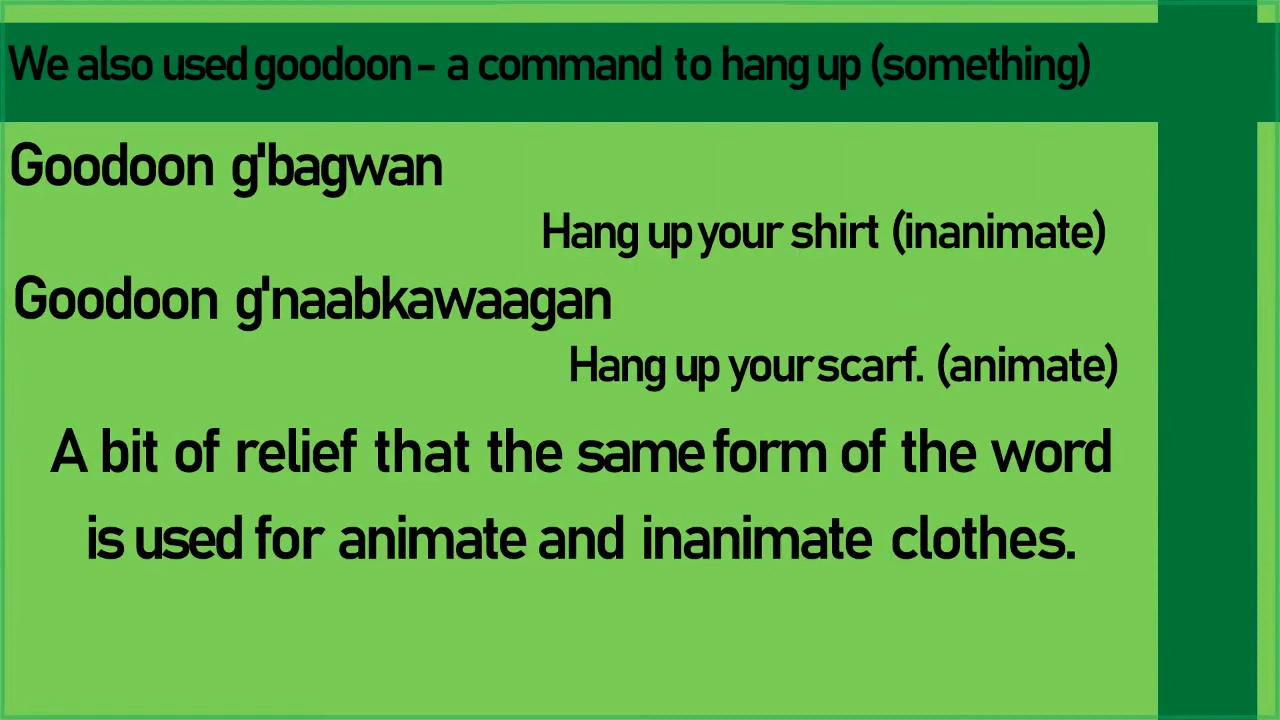 We also used goodoon - a command to hang up (something)
Goodoon g'bagwan
Hang up your shirt (inanimate)
Goodoon g'naabkawaagan
Hang up your scarf. (animate)
A bit of relief that the same form of the word
is used for animate and inanimate clothes.